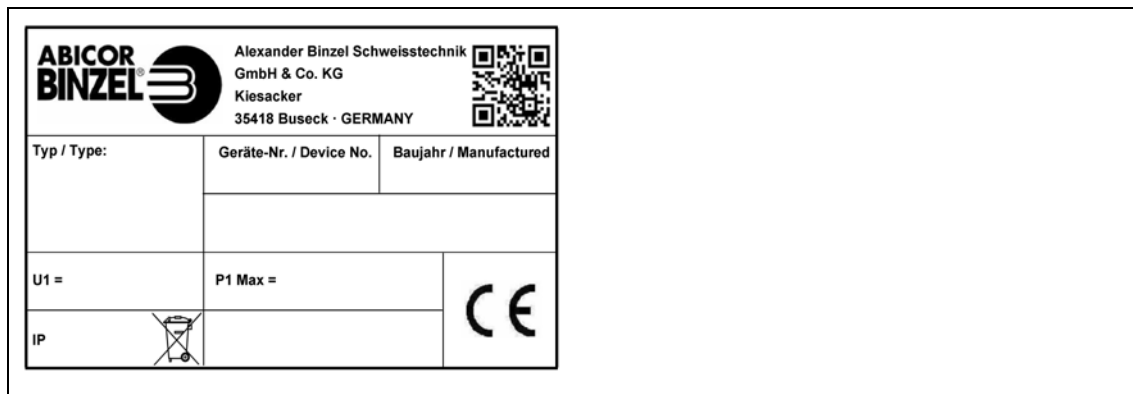 ABICOR
BINZEL®
Alexander Binzel Schweisstechnik
GmbH & Co. KG
Kiesacker
35418 Buseck · GERMANY
Typ / Type:
Geräte-Nr. / Device No.
Baujahr / Manufactured
U1 =
P1 Max =
CE
IP